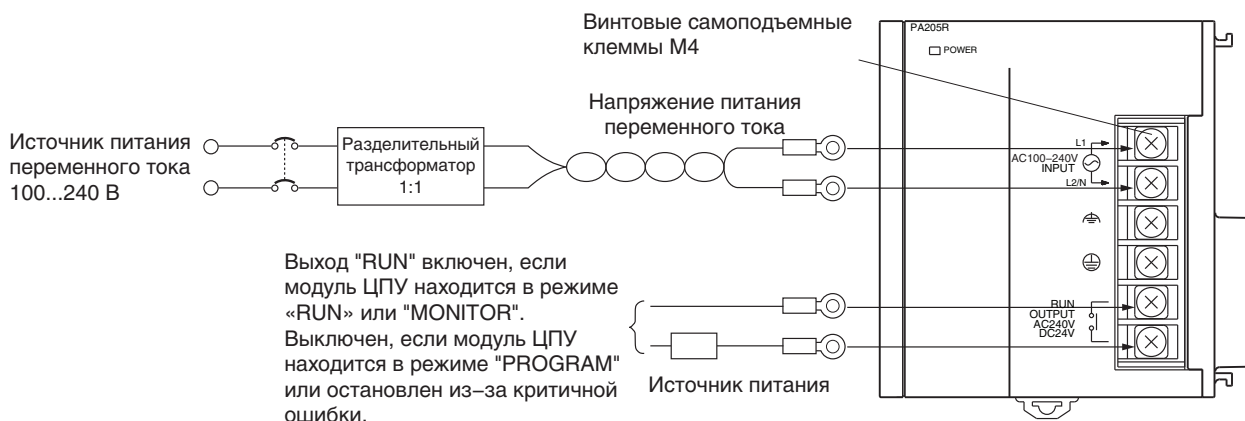 Винтовые самоподъемные
клеммы M4
PA205R
POWER
Источник питания
переменного тока
100...240 В
Разделительный
трансформатор
1:1
Напряжение питания
переменного тока
L1
AC100–240V
INPUT
L2/N
Выход "RUN" включен, если
модуль ЦПУ находится в режиме
«RUN» или "MONITOR".
Выключен, если модуль ЦПУ
находится в режиме "PROGRAM"
или остановлен из–за критичной
ошибки.
Источник питания
RUN
OUTPUT
AC240V
DC24V